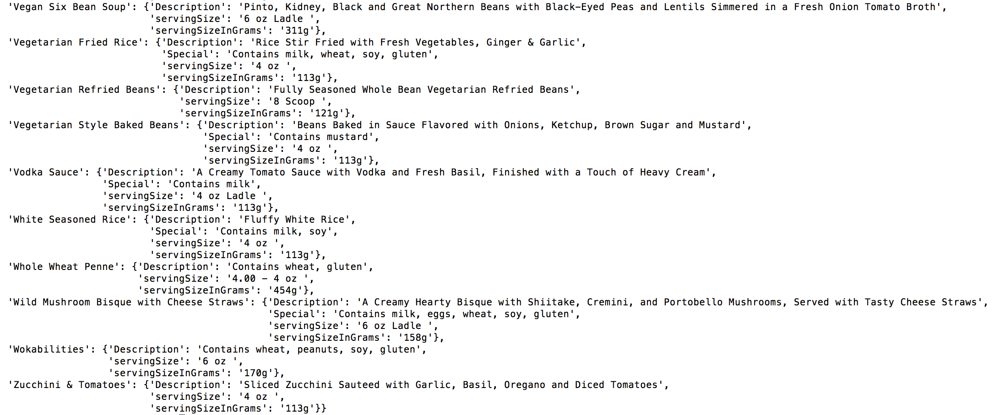 'Vegan Six Bean Soup': {'Description': 'Pinto, Kidney, Black and Great Northern Beans with Black-Eyed Peas and Lentils Simmered in a Fresh Onion Tomato Broth',
'servingSize': '6 oz Ladle ',
'servingSizeInGrams': '311g'},
'Vegetarian Fried Rice': {'Description': 'Rice Stir Fried with Fresh Vegetables, Ginger & Garlic',
'Special': 'Contains milk, wheat, soy, gluten',
'servingSize': '4 oz ',
'servingSizeInGrams': '113g'},
'Vegetarian Refried Beans': {'Description': 'Fully Seasoned Whole Bean Vegetarian Refried Beans',
'servingSize': '8 Scoop ',
'servingSizeInGrams': '121g'},
'Vegetarian Style Baked Beans': {'Description': 'Beans Baked in Sauce Flavored with Onions, Ketchup, Brown Sugar and Mustard',
'Special': 'Contains mustard',
'servingSize': '4 oz ',
'servingSizeInGrams': '113g'},
'Vodka Sauce': {'Description': 'A Creamy Tomato Sauce with Vodka and Fresh Basil, Finished with a Touch of Heavy Cream',
'Special': 'Contains milk',
'servingSize': '4 oz Ladle ',
'servingSizeInGrams': '113g'},
'White Seasoned Rice': {'Description': 'Fluffy White Rice',
'Special': 'Contains milk, soy',
'servingSize': '4 oz ',
'servingSizeInGrams': '113g'},
'Whole Wheat Penne': {'Description': 'Contains wheat, gluten',
'servingSize': '4.00 - 4 oz ',
'servingSizeInGrams': '454g'},
'Wild Mushroom Bisque with Cheese Straws': {'Description': 'A Creamy Hearty Bisque with Shiitake, Cremini, and Portobello Mushrooms, Served with Tasty Cheese Straws',
'Special': 'Contains milk, eggs, wheat, soy, gluten',
'servingSize': '6 oz Ladle ',
'servingSizeInGrams': '158g'},
'Wokabilities': {'Description': 'Contains wheat, peanuts, soy, gluten',
'servingSize': '6 oz ',
'servingSizeInGrams': '170g'},
'Zucchini & Tomatoes': {'Description': 'Sliced Zucchini Sauteed with Garlic, Basil, Oregano and Diced Tomatoes',
'servingSize': '4 oz ',
'servingSizeInGrams': '113g'}}